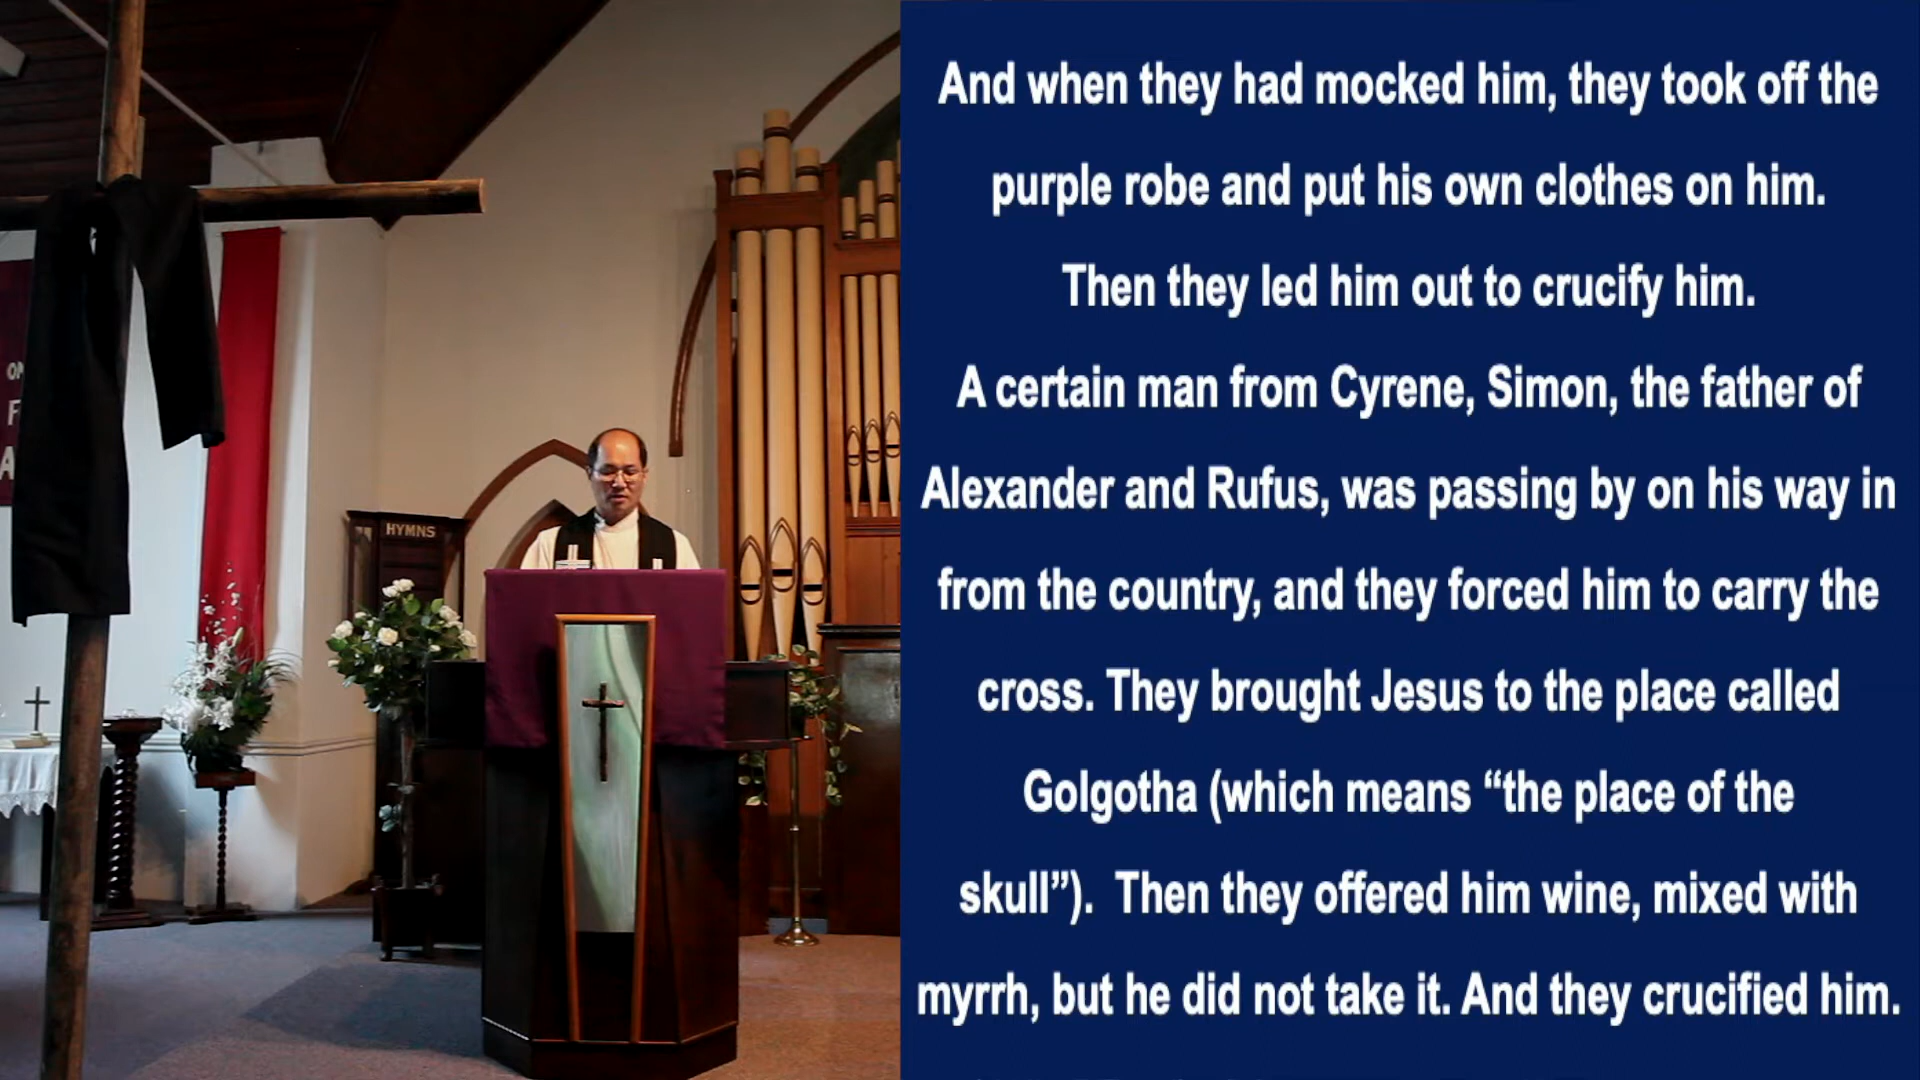 And when they had mocked him, they took off the
purple robe and put his own clothes on him.
Then they led him out to crucify him.
A certain man from Cyrene, Simon, the father of
Alexander and Rufus, was passing by on his way in
from the country, and they forced him to carry the
cross. They brought Jesus to the place called
Golgotha (which means “the place of the
skull”).  Then they offered him wine, mixed with
myrrh, but he did not take it. And they crucified him.
HYMNS